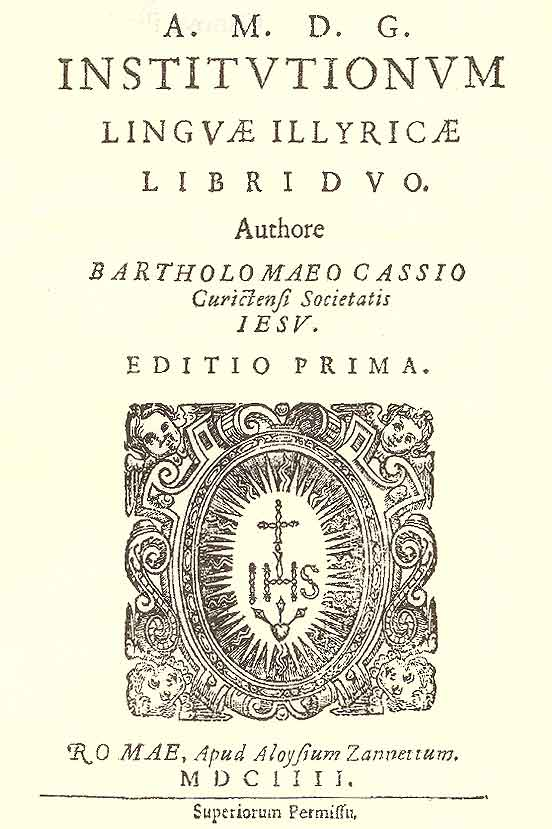 A. M. D. G.
INSTITVTIONVM
LINGVÆ ILLYRICÆ
LIBRI DVO.
Authore
BARTHOLOMAEO CASSIO
Curictenſi Societatis
IESV.
EDITIO PRIMA.
IHS
ROMAE, Apud Aloyſium Zannettum.
MDCIIII.
Superiorum Permiſſu.